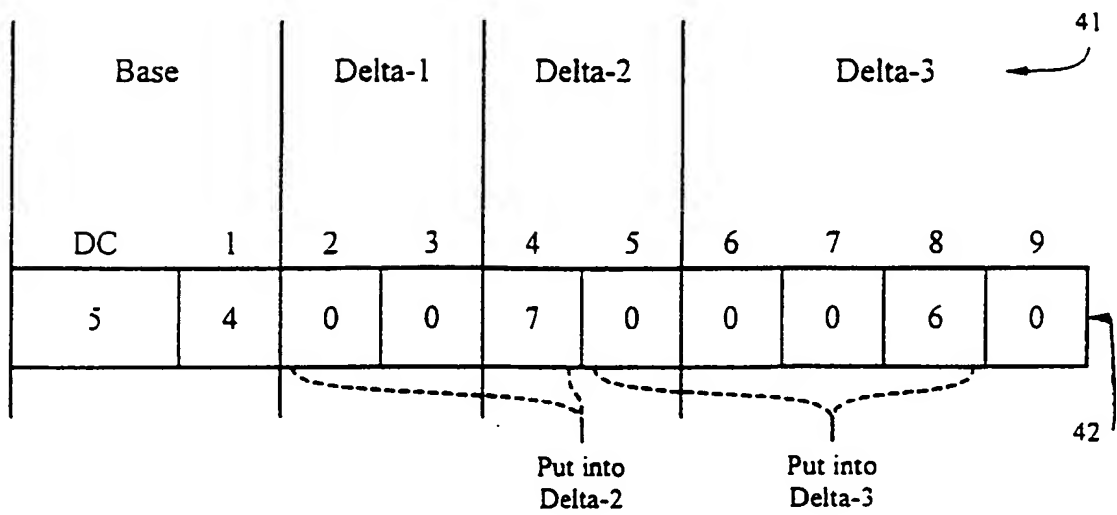 41
Base Delta-1 Delta-2 Delta-3
DC 1 2 3 4 5 6 7 8 9
5 4 0 0 7 0 0 0 6 0
42
Put into Put into
Delta-2 Delta-3